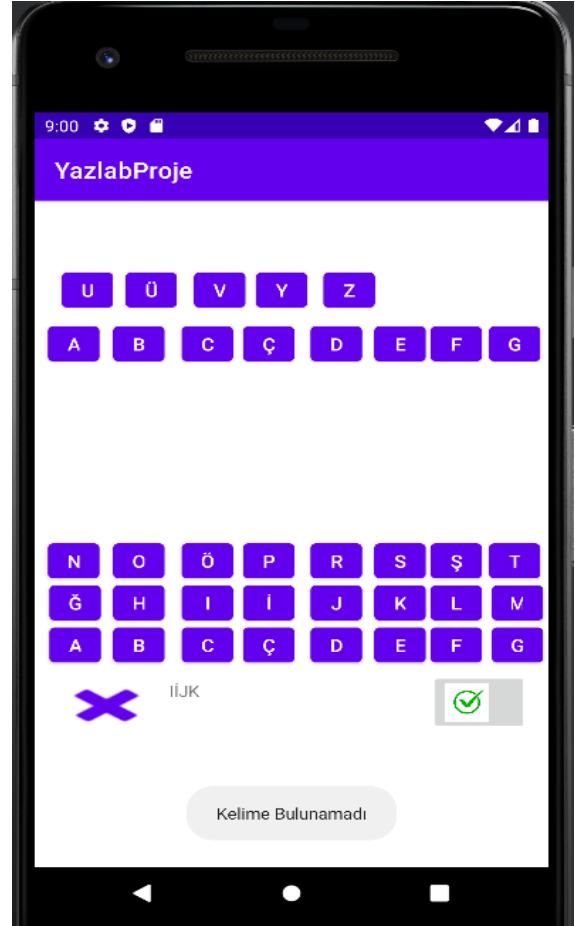 9:00
YazlabProje
U Ü V Y Z
A B C Ç D E F G
N O Ö P R S Ş T
Ğ H I İ J K L M
A B C Ç D E F G
IİJK
Kelime Bulunamadı